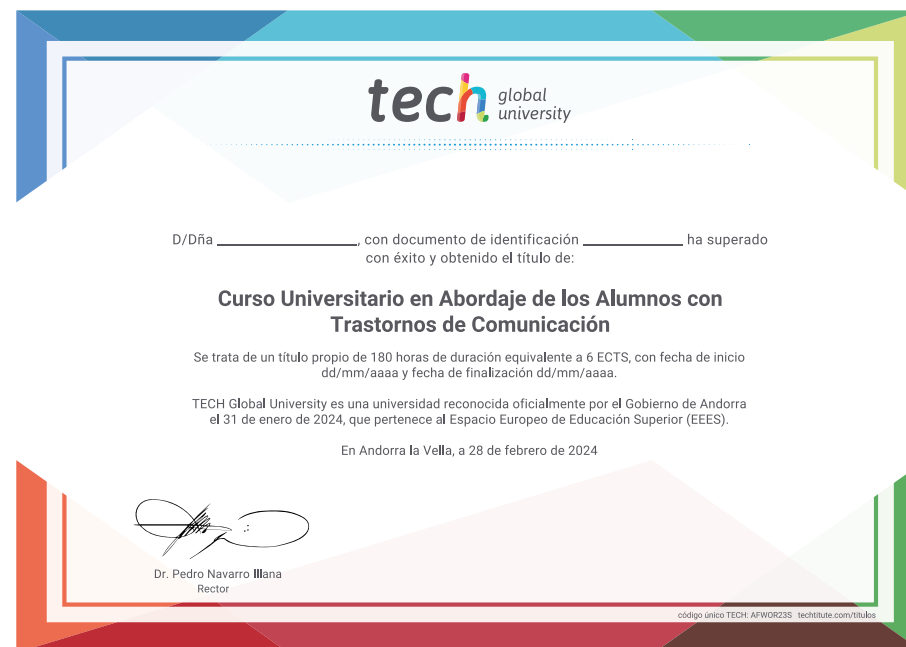 tech global university
D/Dña ____________________, con documento de identificación ______________ ha superado
con éxito y obtenido el título de:
Curso Universitario en Abordaje de los Alumnos con
Trastornos de Comunicación
Se trata de un título propio de 180 horas de duración equivalente a 6 ECTS, con fecha de inicio
dd/mm/aaaa y fecha de finalización dd/mm/aaaa.
TECH Global University es una universidad reconocida oficialmente por el Gobierno de Andorra
el 31 de enero de 2024, que pertenece al Espacio Europeo de Educación Superior (EEES).
En Andorra la Vella, a 28 de febrero de 2024
Dr. Pedro Navarro Illana
Rector
código único TECH: AFWOR23S techtitute.com/titulos